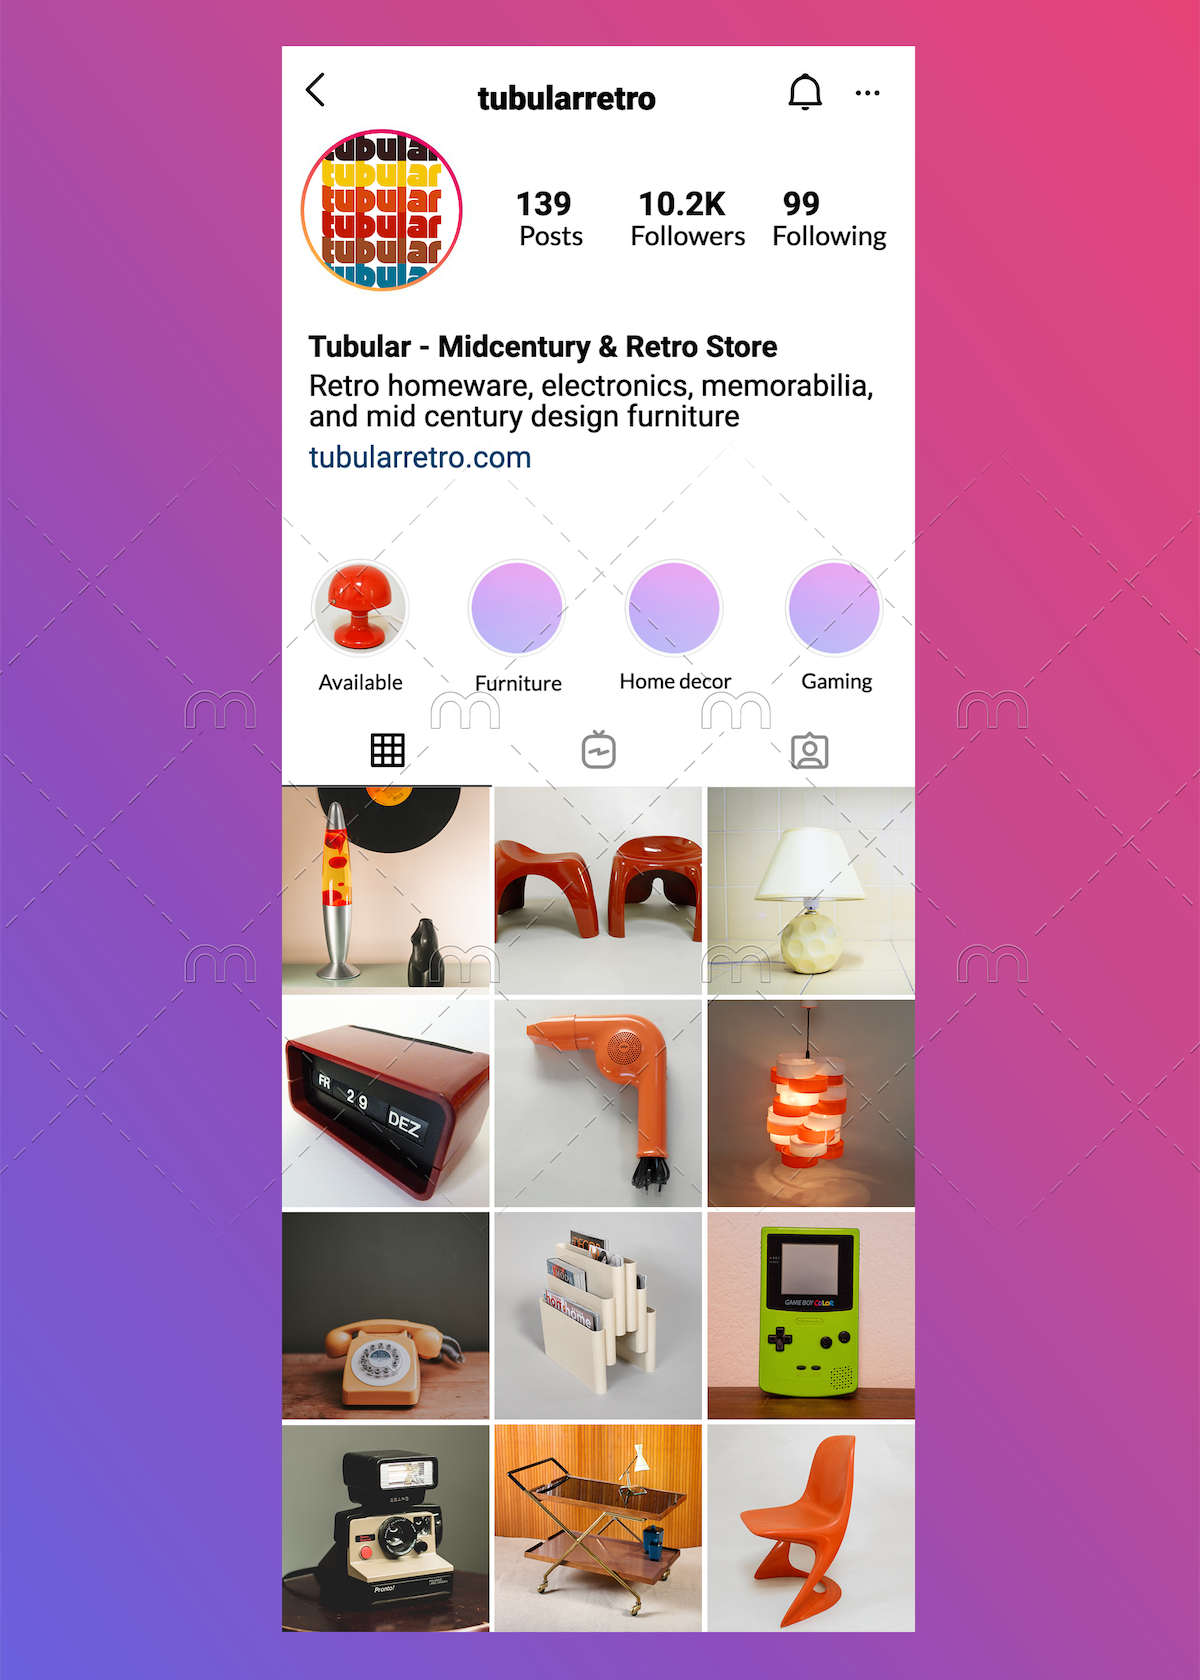 tubularretro
tubular
tubular
tubular
tubular
tubular
tubular
139
10.2K
99
Posts
Followers
Following
Tubular - Midcentury & Retro Store
Retro homeware, electronics, memorabilia,
and mid century design furniture
tubularretro.com
Available
Furniture
Home decor
Gaming
m m m m
m m m m
FR
29
DEZ
home
GAME BOY COLOR
Nintendo
Pronto!